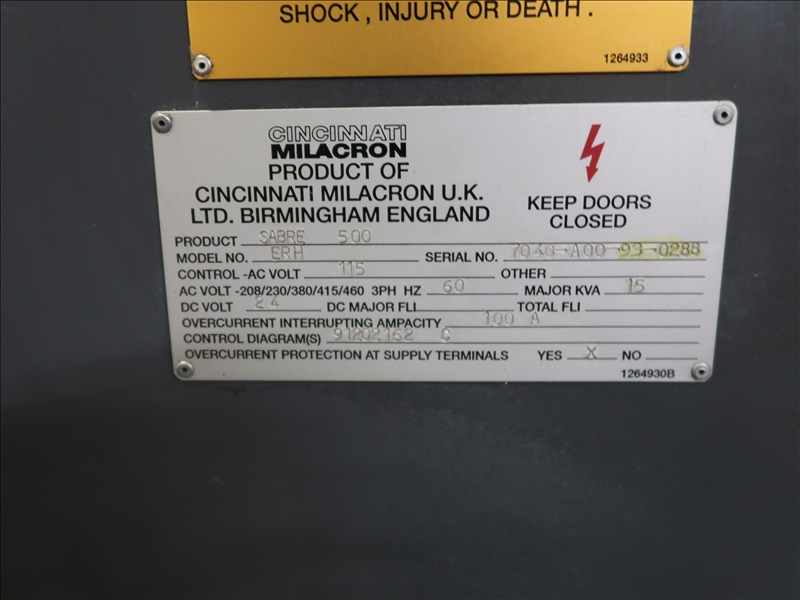 SHOCK , INJURY OR DEATH .
1264933
CINCINNATI
MILACRON
PRODUCT OF
CINCINNATI MILACRON U.K.
LTD. BIRMINGHAM ENGLAND
KEEP DOORS
CLOSED
PRODUCT SABRE 500
MODEL NO. ERH SERIAL NO. 7040-A00 93-0288
CONTROL -AC VOLT 115 OTHER
AC VOLT -208/230/380/415/460 3PH HZ 60 MAJOR KVA 15
DC VOLT 24 DC MAJOR FLI TOTAL FLI
OVERCURRENT INTERRUPTING AMPACITY 100 A
CONTROL DIAGRAM(S) 91202162 C
OVERCURRENT PROTECTION AT SUPPLY TERMINALS YES X NO
1264930B